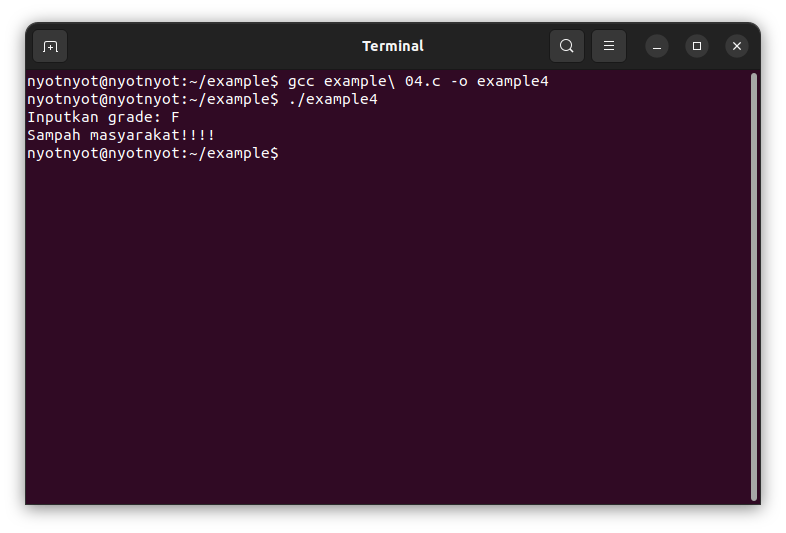 Terminal
nyotnyot@nyotnyot:~/example$ gcc example\ 04.c -o example4
nyotnyot@nyotnyot:~/example$ ./example4
Inputkan grade: F
Sampah masyarakat!!!!
nyotnyot@nyotnyot:~/example$